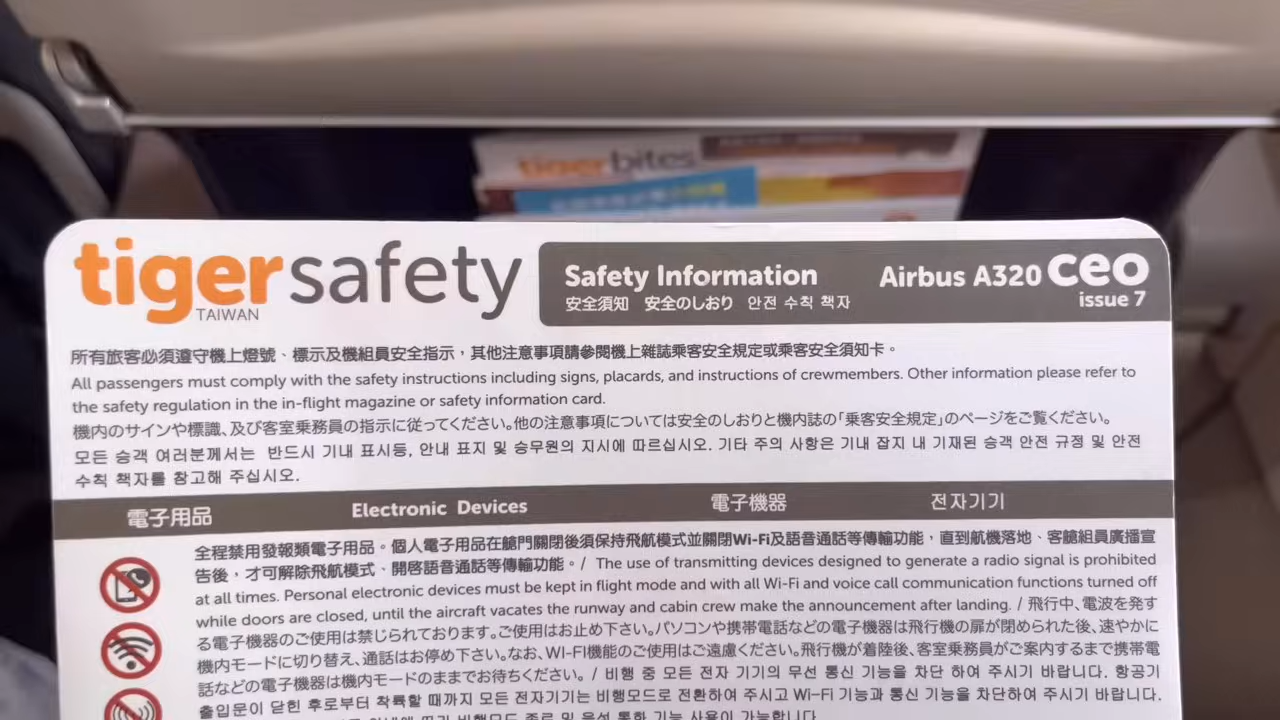 tigerbites
tigersafety
TAIWAN
Safety Information
安全須知 安全のしおり 안전 수칙 책자
Airbus A320 ceo
issue 7
所有旅客必須遵守機上燈號、標示及機組員安全指示，其他注意事項請參閱機上雜誌乘客安全規定或乘客安全須知卡。
All passengers must comply with the safety instructions including signs, placards, and instructions of crewmembers. Other information please refer to
the safety regulation in the in-flight magazine or safety information card.
機内のサインや標識、及び客室乗務員の指示に従ってください。他の注意事項については安全のしおりと機内誌の「乗客安全規定」のページをご覧ください。
모든 승객 여러분께서는 반드시 기내 표시등, 안내 표지 및 승무원의 지시에 따르십시오. 기타 주의 사항은 기내 잡지 내 기재된 승객 안전 규정 및 안전
수칙 책자를 참고해 주십시오.
電子用品 Electronic Devices 電子機器 전자기기
全程禁用發報類電子用品。個人電子用品在艙門關閉後須保持飛航模式並關閉Wi-Fi及語音通話等傳輸功能，直到航機落地、客艙組員廣播宣
告後，才可解除飛航模式、開啓語音通話等傳輸功能。/ The use of transmitting devices designed to generate a radio signal is prohibited
at all times. Personal electronic devices must be kept in flight mode and with all Wi-Fi and voice call communication functions turned off
while doors are closed, until the aircraft vacates the runway and cabin crew make the announcement after landing. / 飛行中、電波を発す
る電子機器のご使用は禁じられております。ご使用はお止め下さい。パソコンや携帯電話などの電子機器は飛行機の扉が閉められた後、速やかに
機内モードに切り替え、通話はお停め下さい。なお、WI-FI機能のご使用はご遠慮ください。飛行機が着陸後、客室乗務員がご案内するまで携帯電
話などの電子機器は機内モードのままでお待ちください。 / 비행 중 모든 전자 기기의 무선 통신 기능을 차단 하여 주시기 바랍니다. 항공기
출입문이 닫힌 후로부터 착륙할 때까지 모든 전자기기는 비행모드로 전환하여 주시고 Wi-Fi 기능과 통신 기능을 차단하여 주시기 바랍니다.